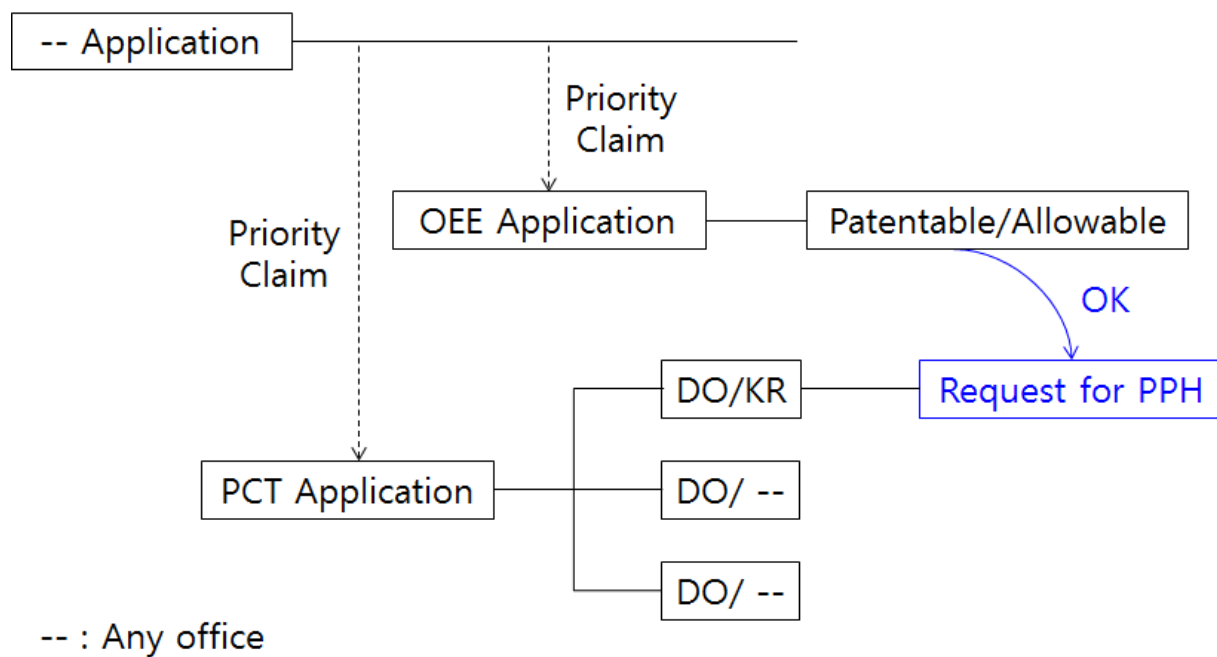 -- Application
Priority
Claim
OEE Application
Patentable/Allowable
Priority
Claim
OK
DO/KR
Request for PPH
PCT Application
DO/ --
DO/ --
-- : Any office